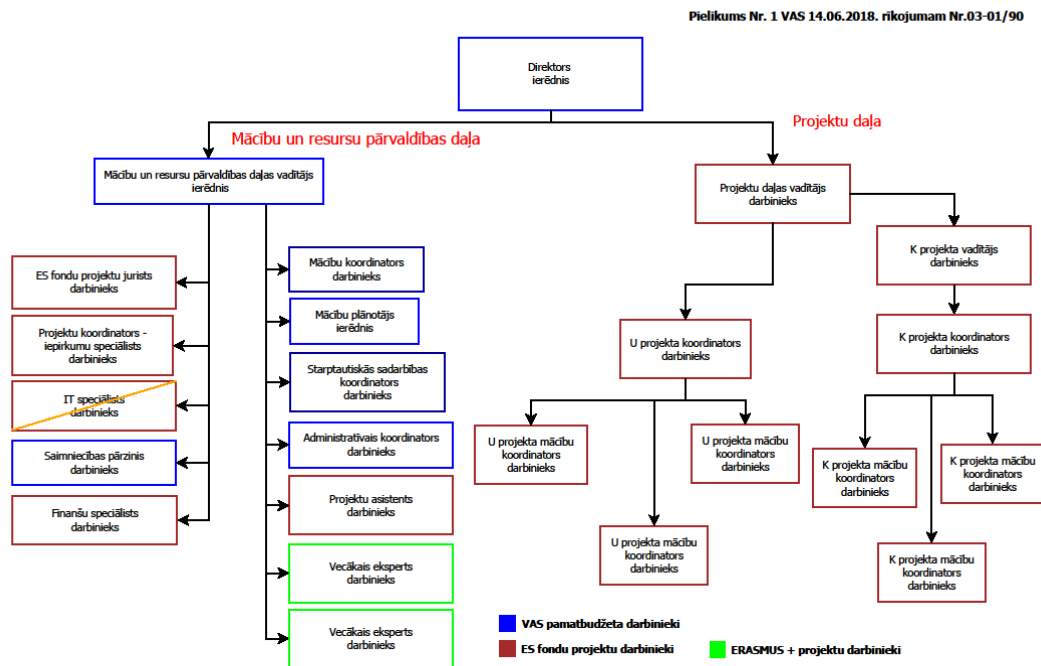 Pielikums Nr. 1 VAS 14.06.2018. rīkojumam Nr.03-01/90
Direktors
ierēdnis
Mācību un resursu pārvaldības daļa
Projektu daļa
Mācību un resursu pārvaldības daļas vadītājs
ierēdnis
Projektu daļas vadītājs
darbinieks
ES fondu projektu jurists
darbinieks
Projektu koordinators -
iepirkumu speciālists
darbinieks
IT speciālists
darbinieks
Saimniecības pārzinis
darbinieks
Finanšu speciālists
darbinieks
Mācību koordinators
darbinieks
Mācību plānotājs
ierēdnis
Starptautiskās sadarbības
koordinators
darbinieks
Administratīvais koordinators
darbinieks
Projektu asistents
darbinieks
Vecākais eksperts
darbinieks
Vecākais eksperts
darbinieks
U projekta koordinators
darbinieks
U projekta mācību
koordinators
darbinieks
U projekta mācību
koordinators
darbinieks
U projekta mācību
koordinators
darbinieks
K projekta vadītājs
darbinieks
K projekta koordinators
darbinieks
K projekta mācību
koordinators
darbinieks
K projekta mācību
koordinators
darbinieks
K projekta mācību
koordinators
darbinieks
VAS pamatbudžeta darbinieki
ES fondu projektu darbinieki
ERASMUS + projektu darbinieki